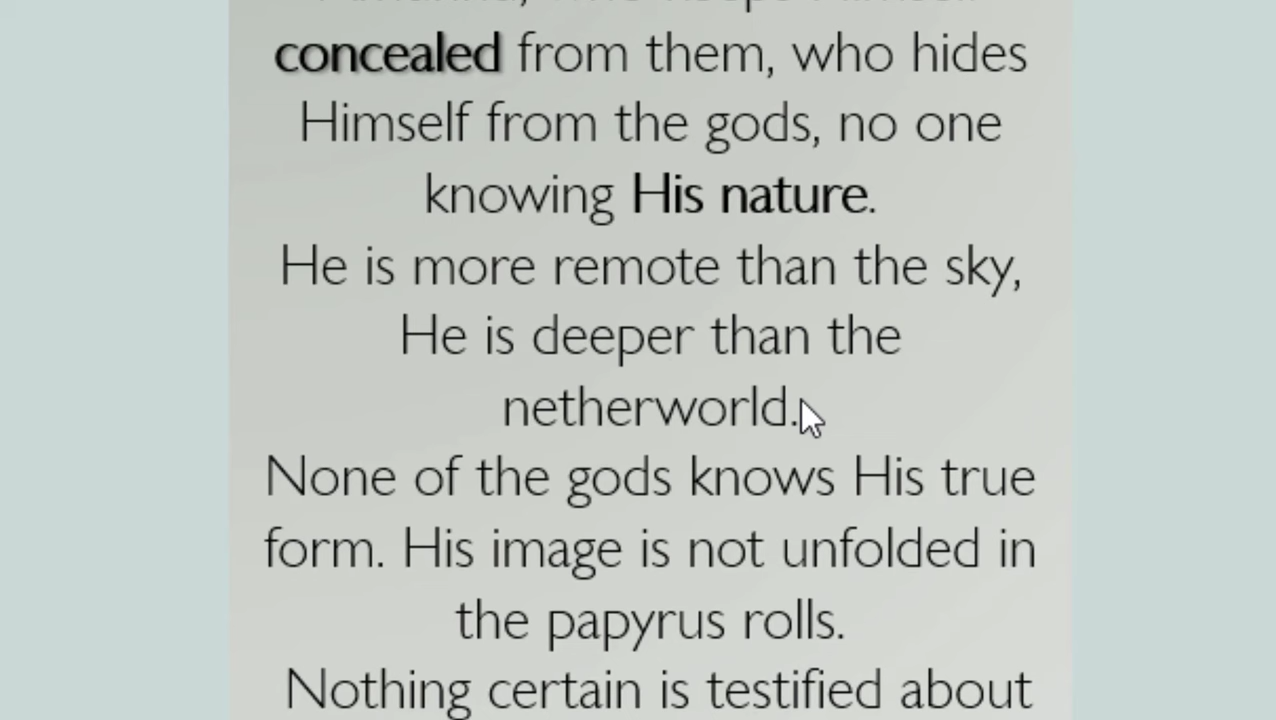 concealed from them, who hides
Himself from the gods, no one
knowing His nature.
He is more remote than the sky,
He is deeper than the
netherworld.
None of the gods knows His true
form. His image is not unfolded in
the papyrus rolls.
Nothing certain is testified about